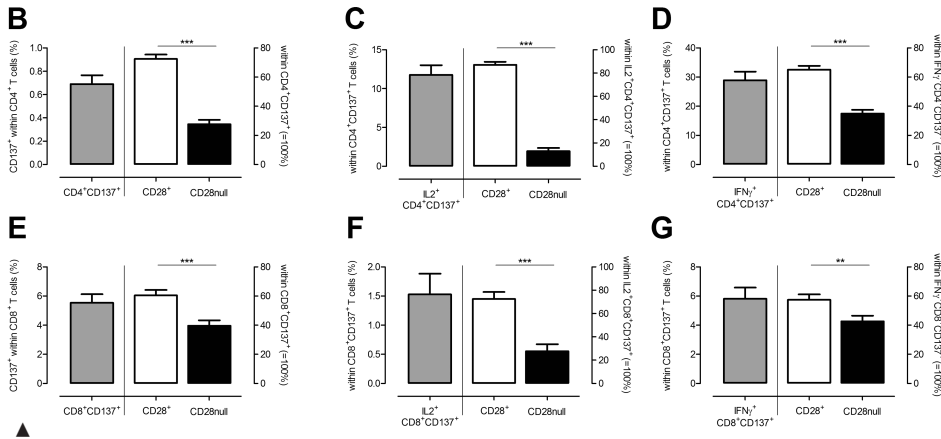 B
CD137+ within CD4+ T cells (%)
1.0
0.8
0.6
0.4
0.2
0.0
***
80
60
40
20
0
within CD4+CD137+ (=100%)
CD4+CD137+
CD28+
CD28null
C
within CD4+CD137+ T cells (%)
15
10
5
0
***
100
80
60
40
20
0
within IL2+CD4+CD137+ (=100%)
IL2+
CD4+CD137+
CD28+
CD28null
D
within CD4+CD137+ T cells (%)
40
30
20
10
0
***
80
60
40
20
0
within IFNγ+CD4+CD137+ (=100%)
IFNγ+
CD4+CD137+
CD28+
CD28null
E
CD137+ within CD8+ T cells (%)
8
6
4
2
0
***
80
60
40
20
0
within CD8+CD137+ (=100%)
CD8+CD137+
CD28+
CD28null
F
within CD8+CD137+ T cells (%)
2.0
1.5
1.0
0.5
0.0
***
100
80
60
40
20
0
within IL2+CD8+CD137+ (=100%)
IL2+
CD8+CD137+
CD28+
CD28null
G
within CD8+CD137+ T cells (%)
8
6
4
2
0
**
80
60
40
20
0
within IFNγ+CD8+CD137+ (=100%)
IFNγ+
CD8+CD137+
CD28+
CD28null